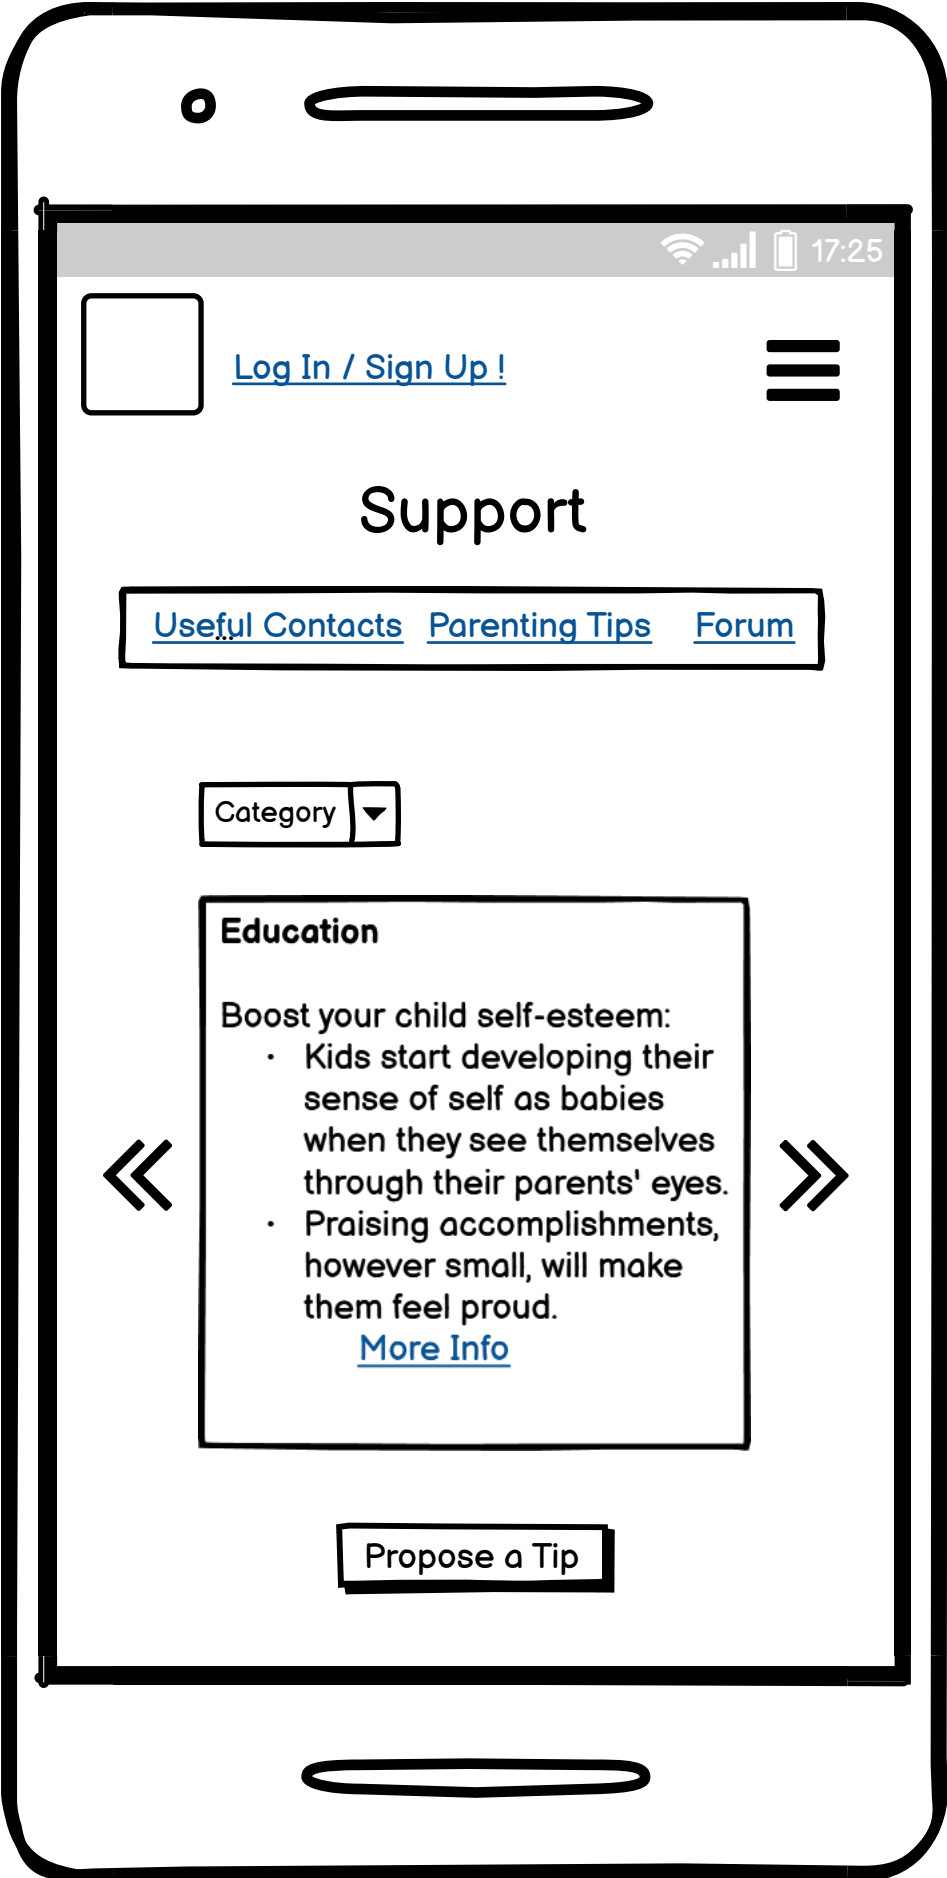 17:25
Log In / Sign Up !
Support
Useful Contacts Parenting Tips Forum
...
Category
Education
Boost your child self-esteem:
• Kids start developing their
sense of self as babies
when they see themselves
through their parents' eyes.
• Praising accomplishments,
however small, will make
them feel proud.
More Info
Propose a Tip